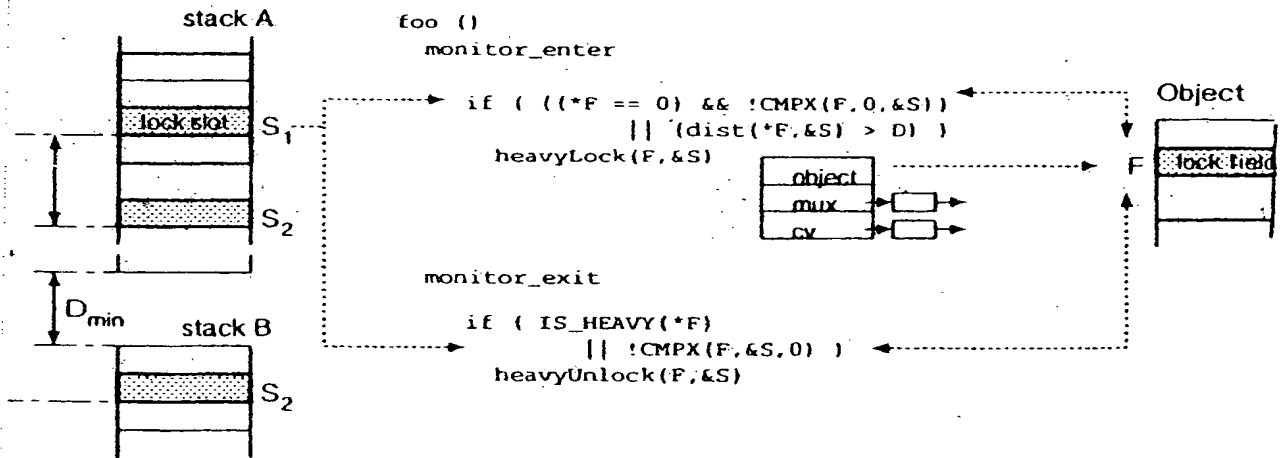 stack A
foo ()
monitor_enter
if ( ((*F == 0) && !CMPX(F,0,&S))
|| (dist(*F,&S) > D) )
heavyLock(F,&S)
lock slot
S1
S2
object
mux
cv
Object
F
lock field
monitor_exit
if ( IS_HEAVY(*F)
|| !CMPX(F,&S,0) )
heavyUnlock(F,&S)
Dmin
stack B
S2